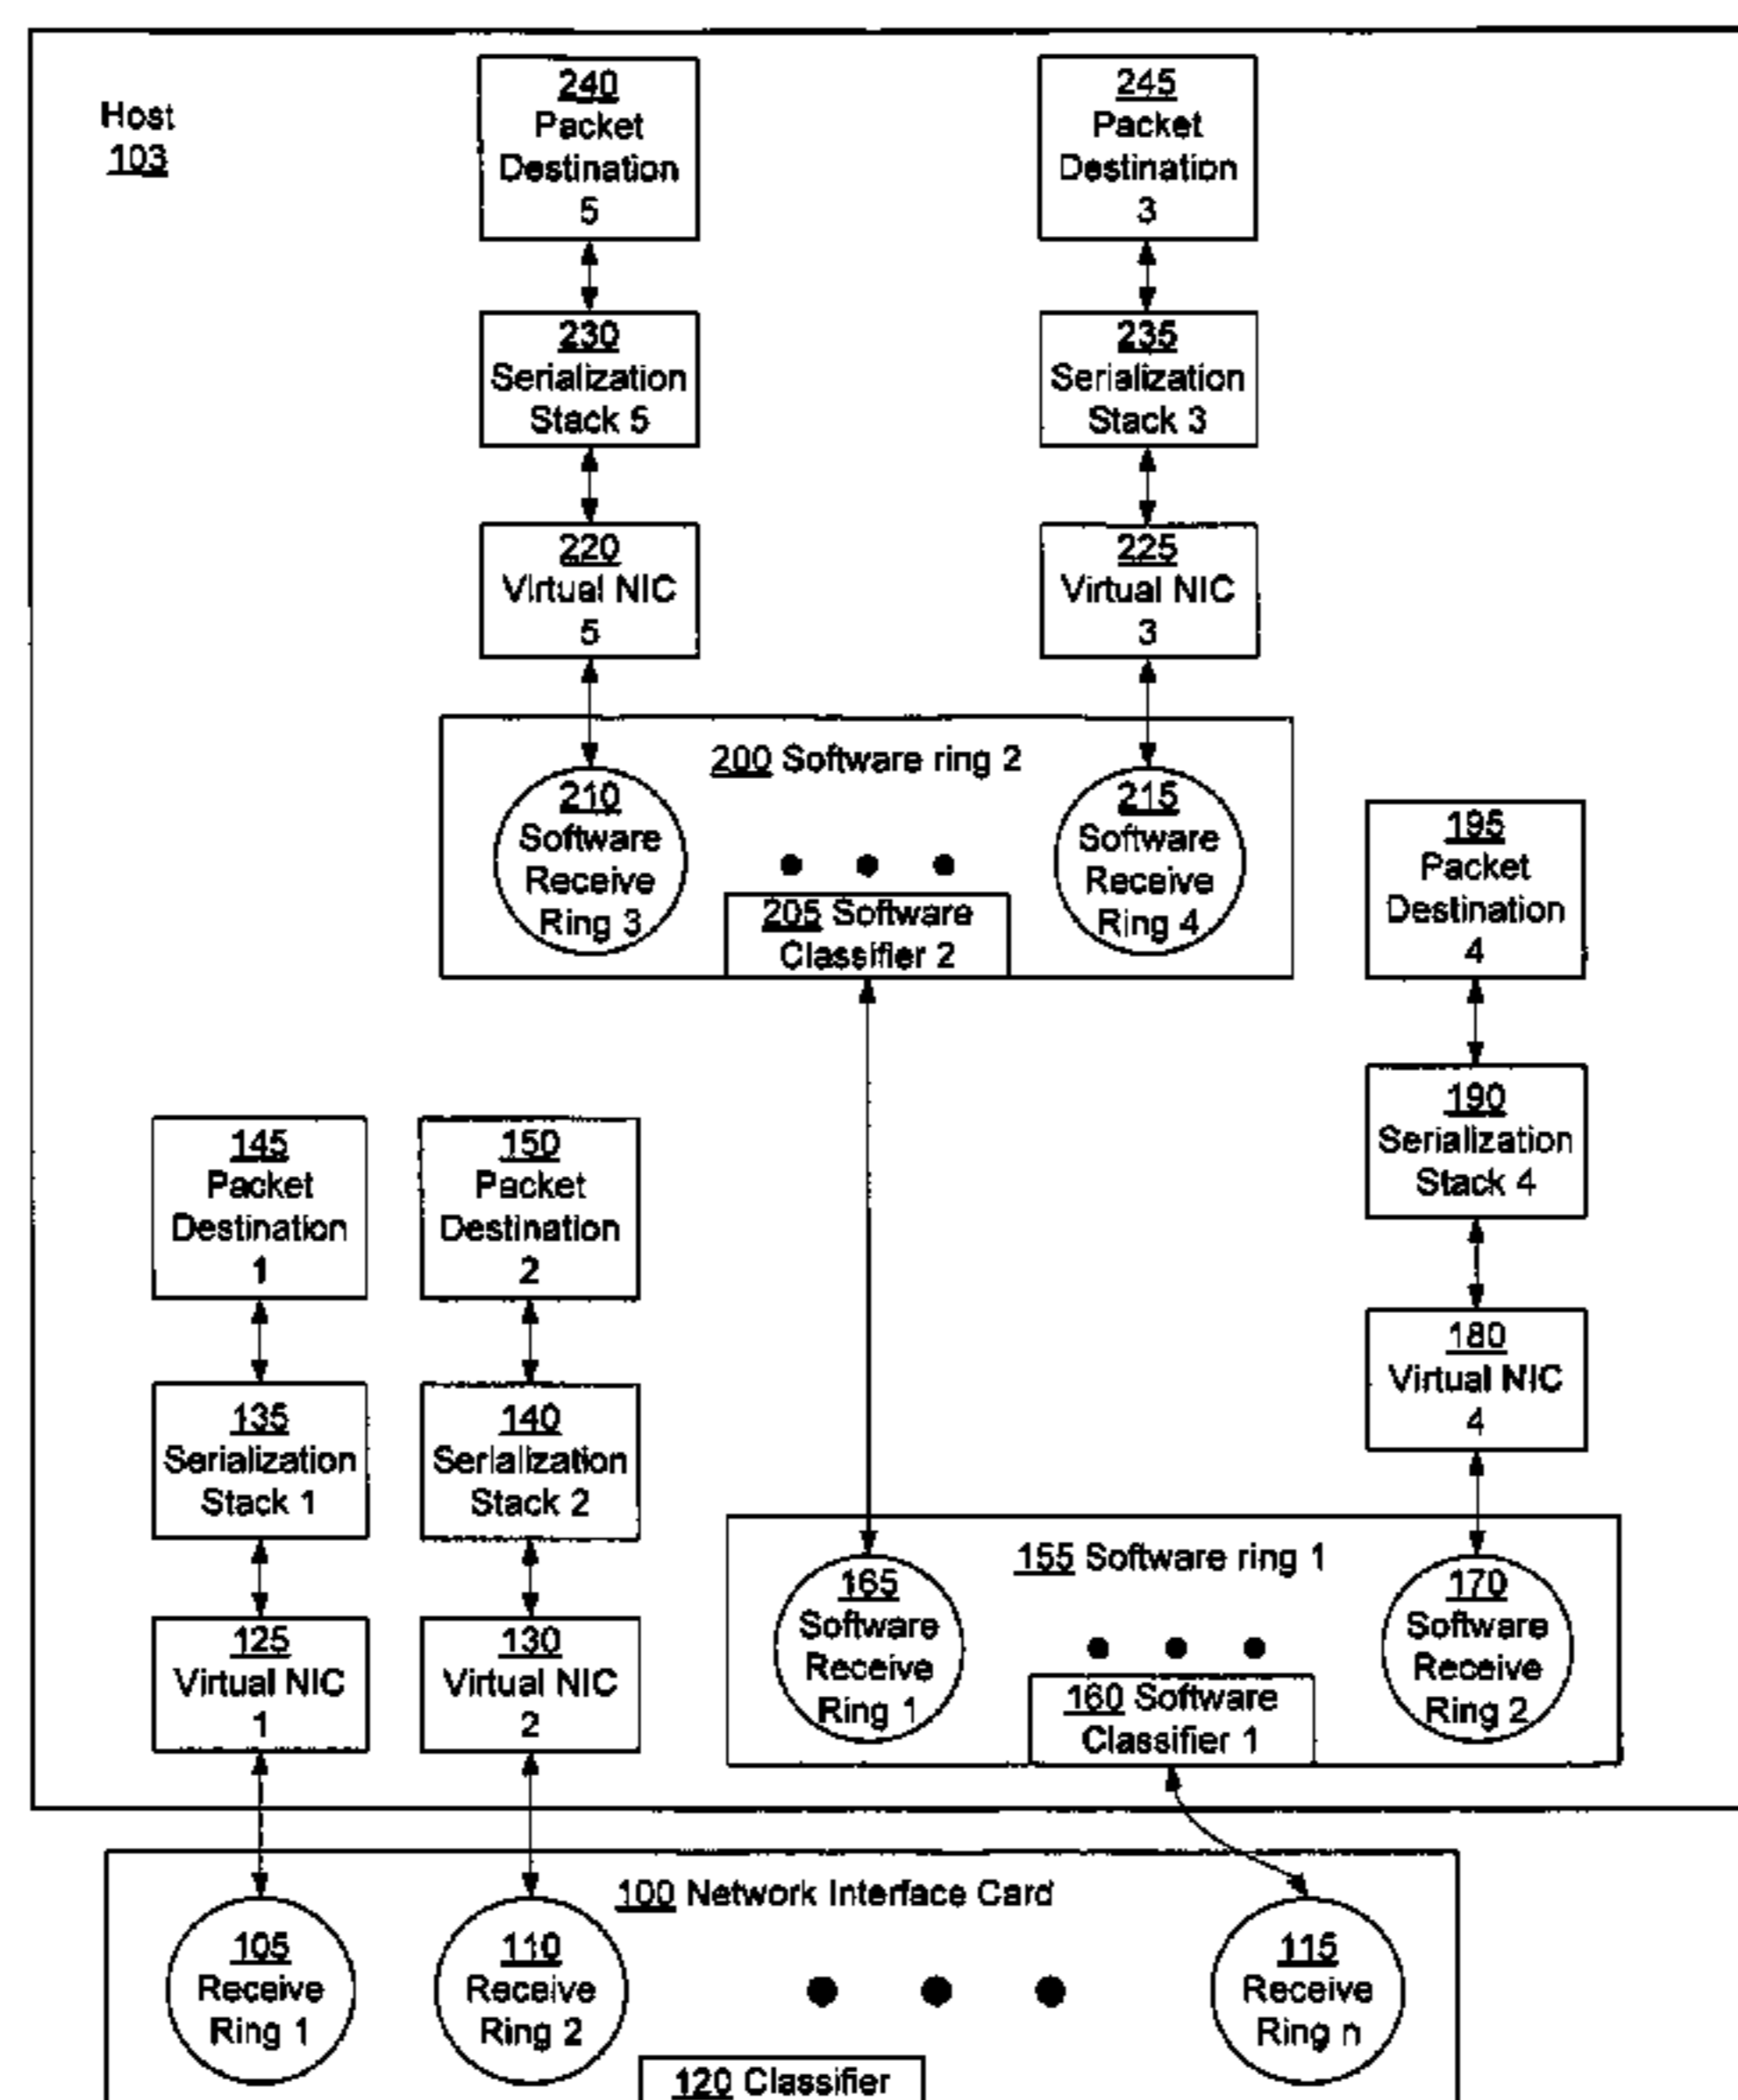 Host
103
240
Packet
Destination
5
245
Packet
Destination
3
230
Serialization
Stack 5
235
Serialization
Stack 3
220
Virtual NIC
5
225
Virtual NIC
3
200 Software ring 2
210
Software
Receive
Ring 3
215
Software
Receive
Ring 4
205 Software
Classifier 2
195
Packet
Destination
4
190
Serialization
Stack 4
180
Virtual NIC
4
145
Packet
Destination
1
150
Packet
Destination
2
135
Serialization
Stack 1
140
Serialization
Stack 2
125
Virtual NIC
1
130
Virtual NIC
2
155 Software ring 1
165
Software
Receive
Ring 1
170
Software
Receive
Ring 2
160 Software
Classifier 1
100 Network Interface Card
105
Receive
Ring 1
110
Receive
Ring 2
115
Receive
Ring n
120 Classifier